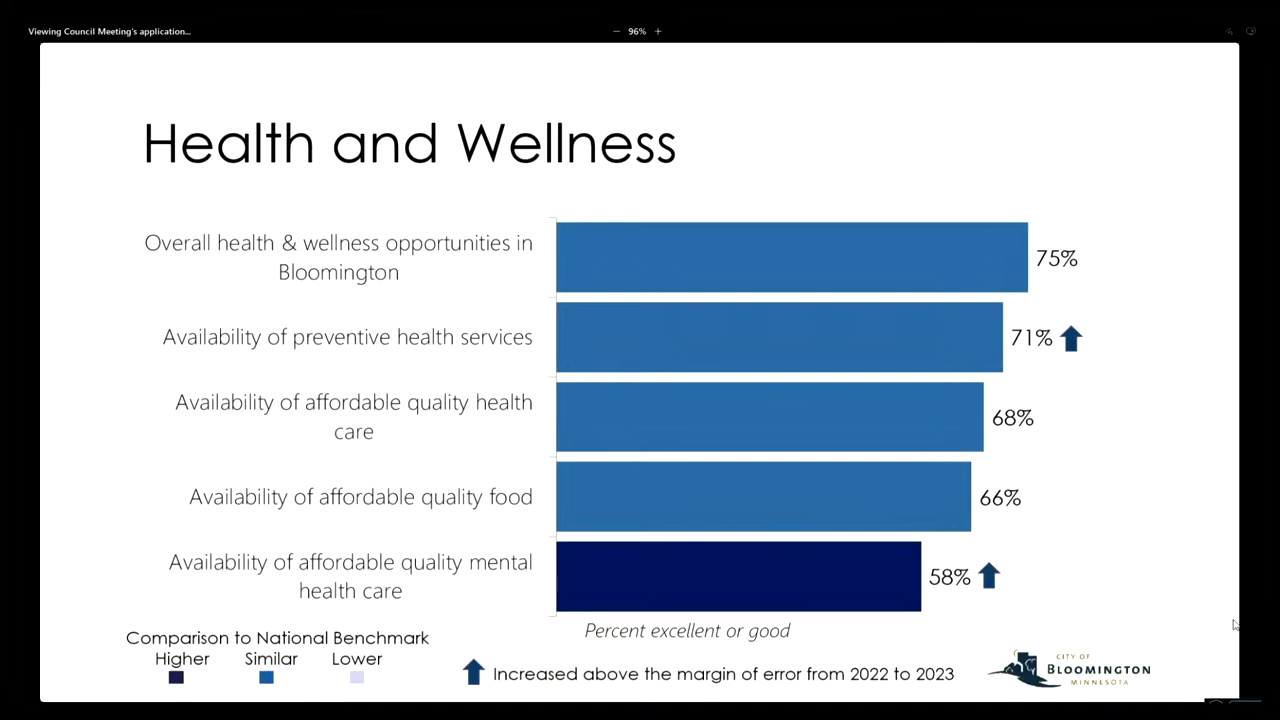 Viewing Council Meeting's application...
− 96% +
Health and Wellness
Overall health & wellness opportunities in
Bloomington
75%
Availability of preventive health services
71%
Availability of affordable quality health
care
68%
Availability of affordable quality food
66%
Availability of affordable quality mental
health care
58%
Percent excellent or good
Comparison to National Benchmark
Higher Similar Lower
Increased above the margin of error from 2022 to 2023
CITY OF
BLOOMINGTON
MINNESOTA